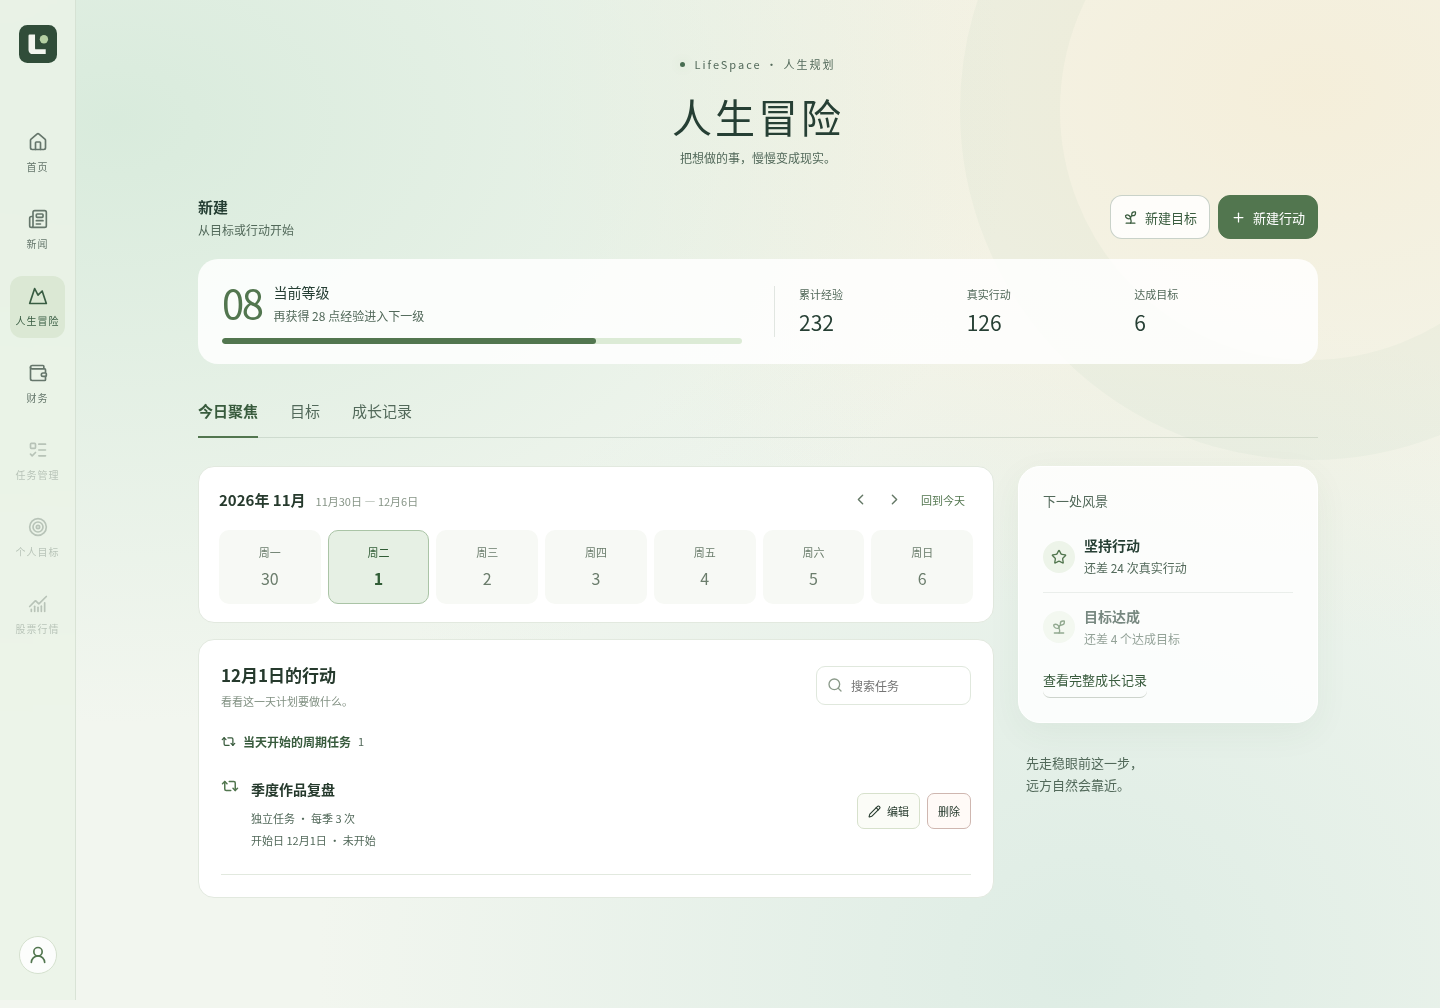 首页
新闻
人生冒险
财务
任务管理
个人目标
股票行情
LifeSpace · 人生规划
人生冒险
把想做的事，慢慢变成现实。
新建
从目标或行动开始
新建目标
新建行动
08
当前等级
再获得 28 点经验进入下一级
累计经验
232
真实行动
126
达成目标
6
今日聚焦
目标
成长记录
2026年 11月
11月30日 — 12月6日
回到今天
周一
30
周二
1
周三
2
周四
3
周五
4
周六
5
周日
6
12月1日的行动
看看这一天计划要做什么。
搜索任务
当天开始的周期任务 1
季度作品复盘
独立任务 · 每季 3 次
开始日 12月1日 · 未开始
编辑
删除
下一处风景
坚持行动
还差 24 次真实行动
目标达成
还差 4 个达成目标
查看完整成长记录
先走稳眼前这一步，
远方自然会靠近。